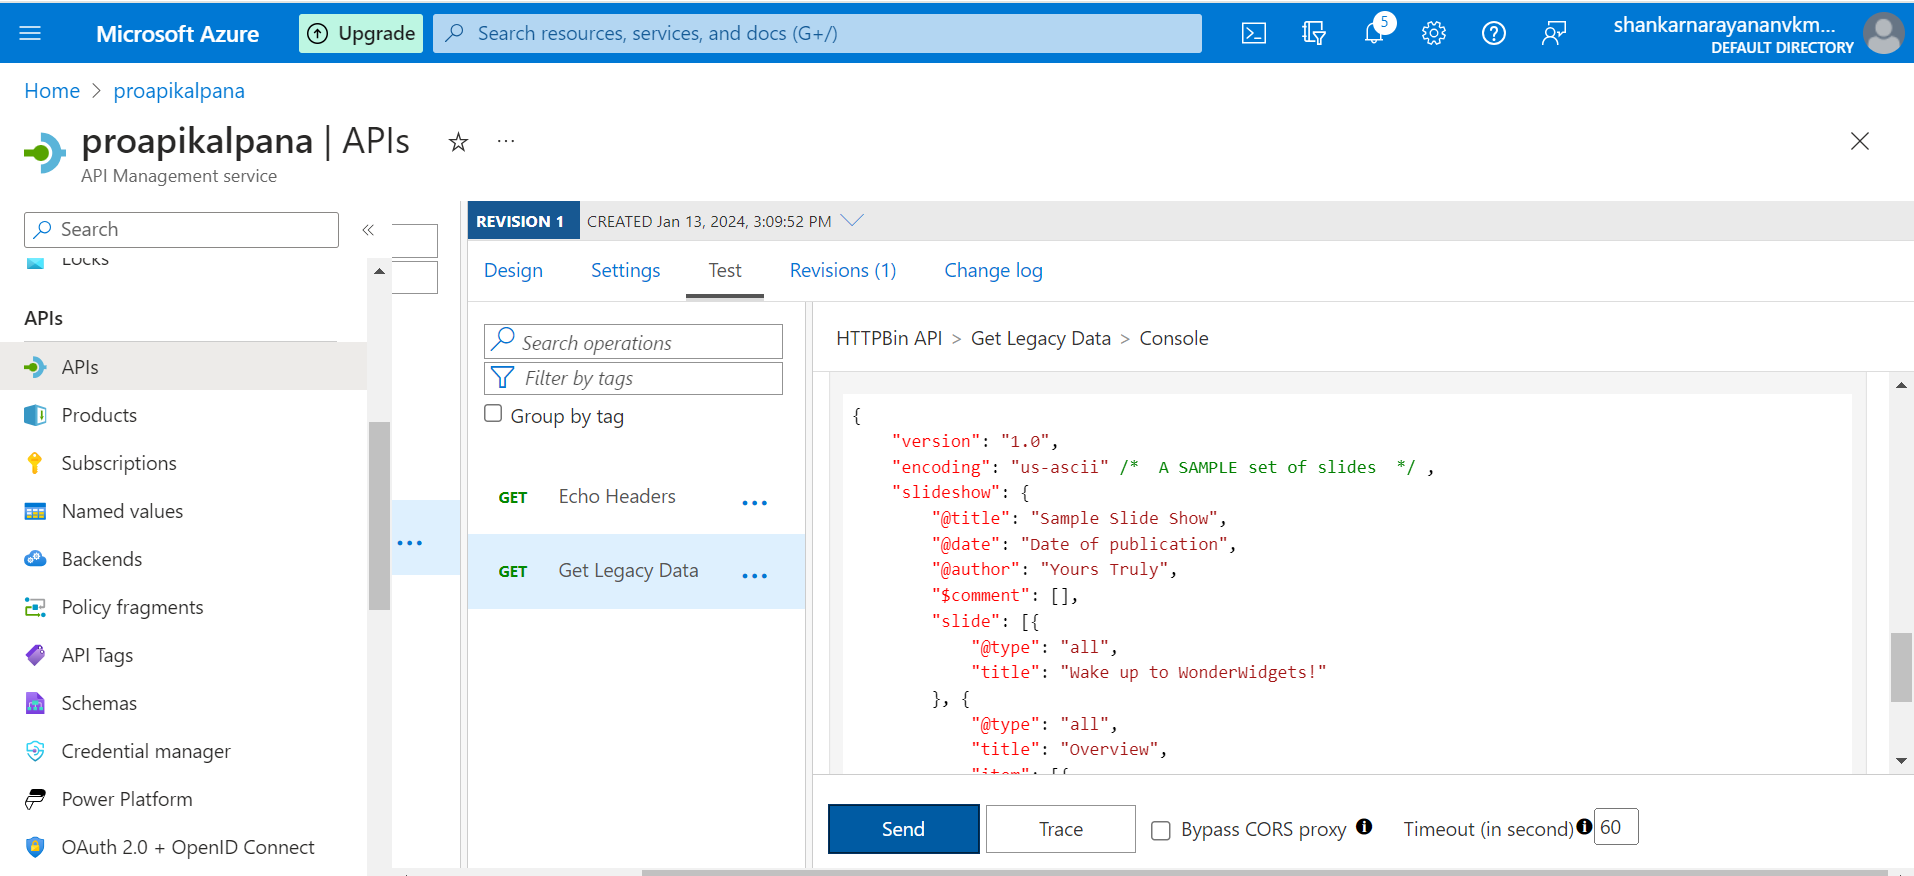 Microsoft Azure
Upgrade
Search resources, services, and docs (G+/)
5
shankarnarayananvkm...
DEFAULT DIRECTORY
Home > proapikalpana
proapikalpana | APIs
...
API Management service
Search
«
Locks
APIs
APIs
Products
Subscriptions
Named values
Backends
Policy fragments
API Tags
Schemas
Credential manager
Power Platform
OAuth 2.0 + OpenID Connect
...
REVISION 1
CREATED Jan 13, 2024, 3:09:52 PM
Design
Settings
Test
Revisions (1)
Change log
Search operations
Filter by tags
Group by tag
GET Echo Headers ...
GET Get Legacy Data ...
HTTPBin API > Get Legacy Data > Console
{
"version": "1.0",
"encoding": "us-ascii" /*  A SAMPLE set of slides  */ ,
"slideshow": {
"@title": "Sample Slide Show",
"@date": "Date of publication",
"@author": "Yours Truly",
"$comment": [],
"slide": [{
"@type": "all",
"title": "Wake up to WonderWidgets!"
}, {
"@type": "all",
"title": "Overview",
"item": [{
Send
Trace
Bypass CORS proxy
Timeout (in second)
60